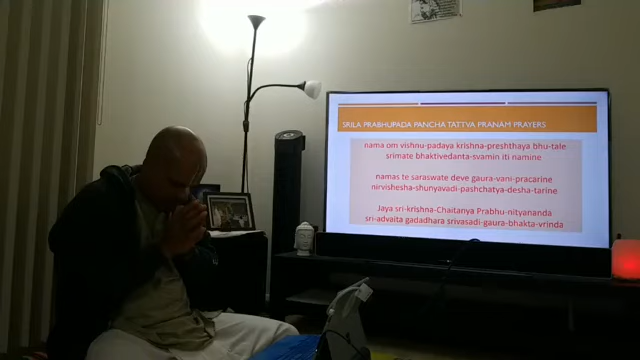 SRILA PRABHUPADA PANCHA TATTVA PRANAM PRAYERS
nama om vishnu-padaya krishna-preshthaya bhu-tale
srimate bhaktivedanta-svamin iti namine
namas te saraswate deve gaura-vani-pracarine
nirvishesha-shunyavadi-pashchatya-desha-tarine
Jaya sri-krishna-Chaitanya Prabhu-nityananda
sri-advaita gadadhara srivasadi-gaura-bhakta-vrinda